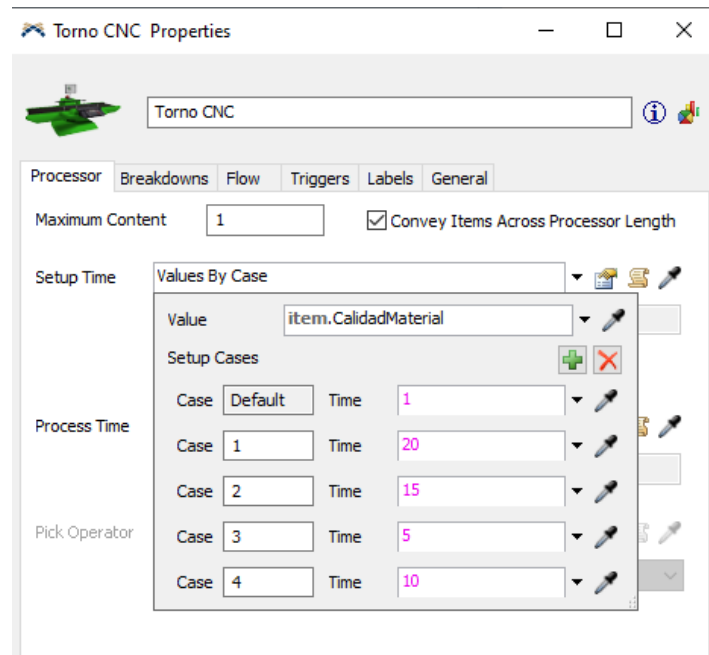 Torno CNC Properties
Torno CNC
Processor Breakdowns Flow Triggers Labels General
Maximum Content 1 Convey Items Across Processor Length
Setup Time Values By Case
Value item.CalidadMaterial
Setup Cases
Case Default Time 1
Process Time
Case 1 Time 20
Case 2 Time 15
Pick Operator
Case 3 Time 5
Case 4 Time 10